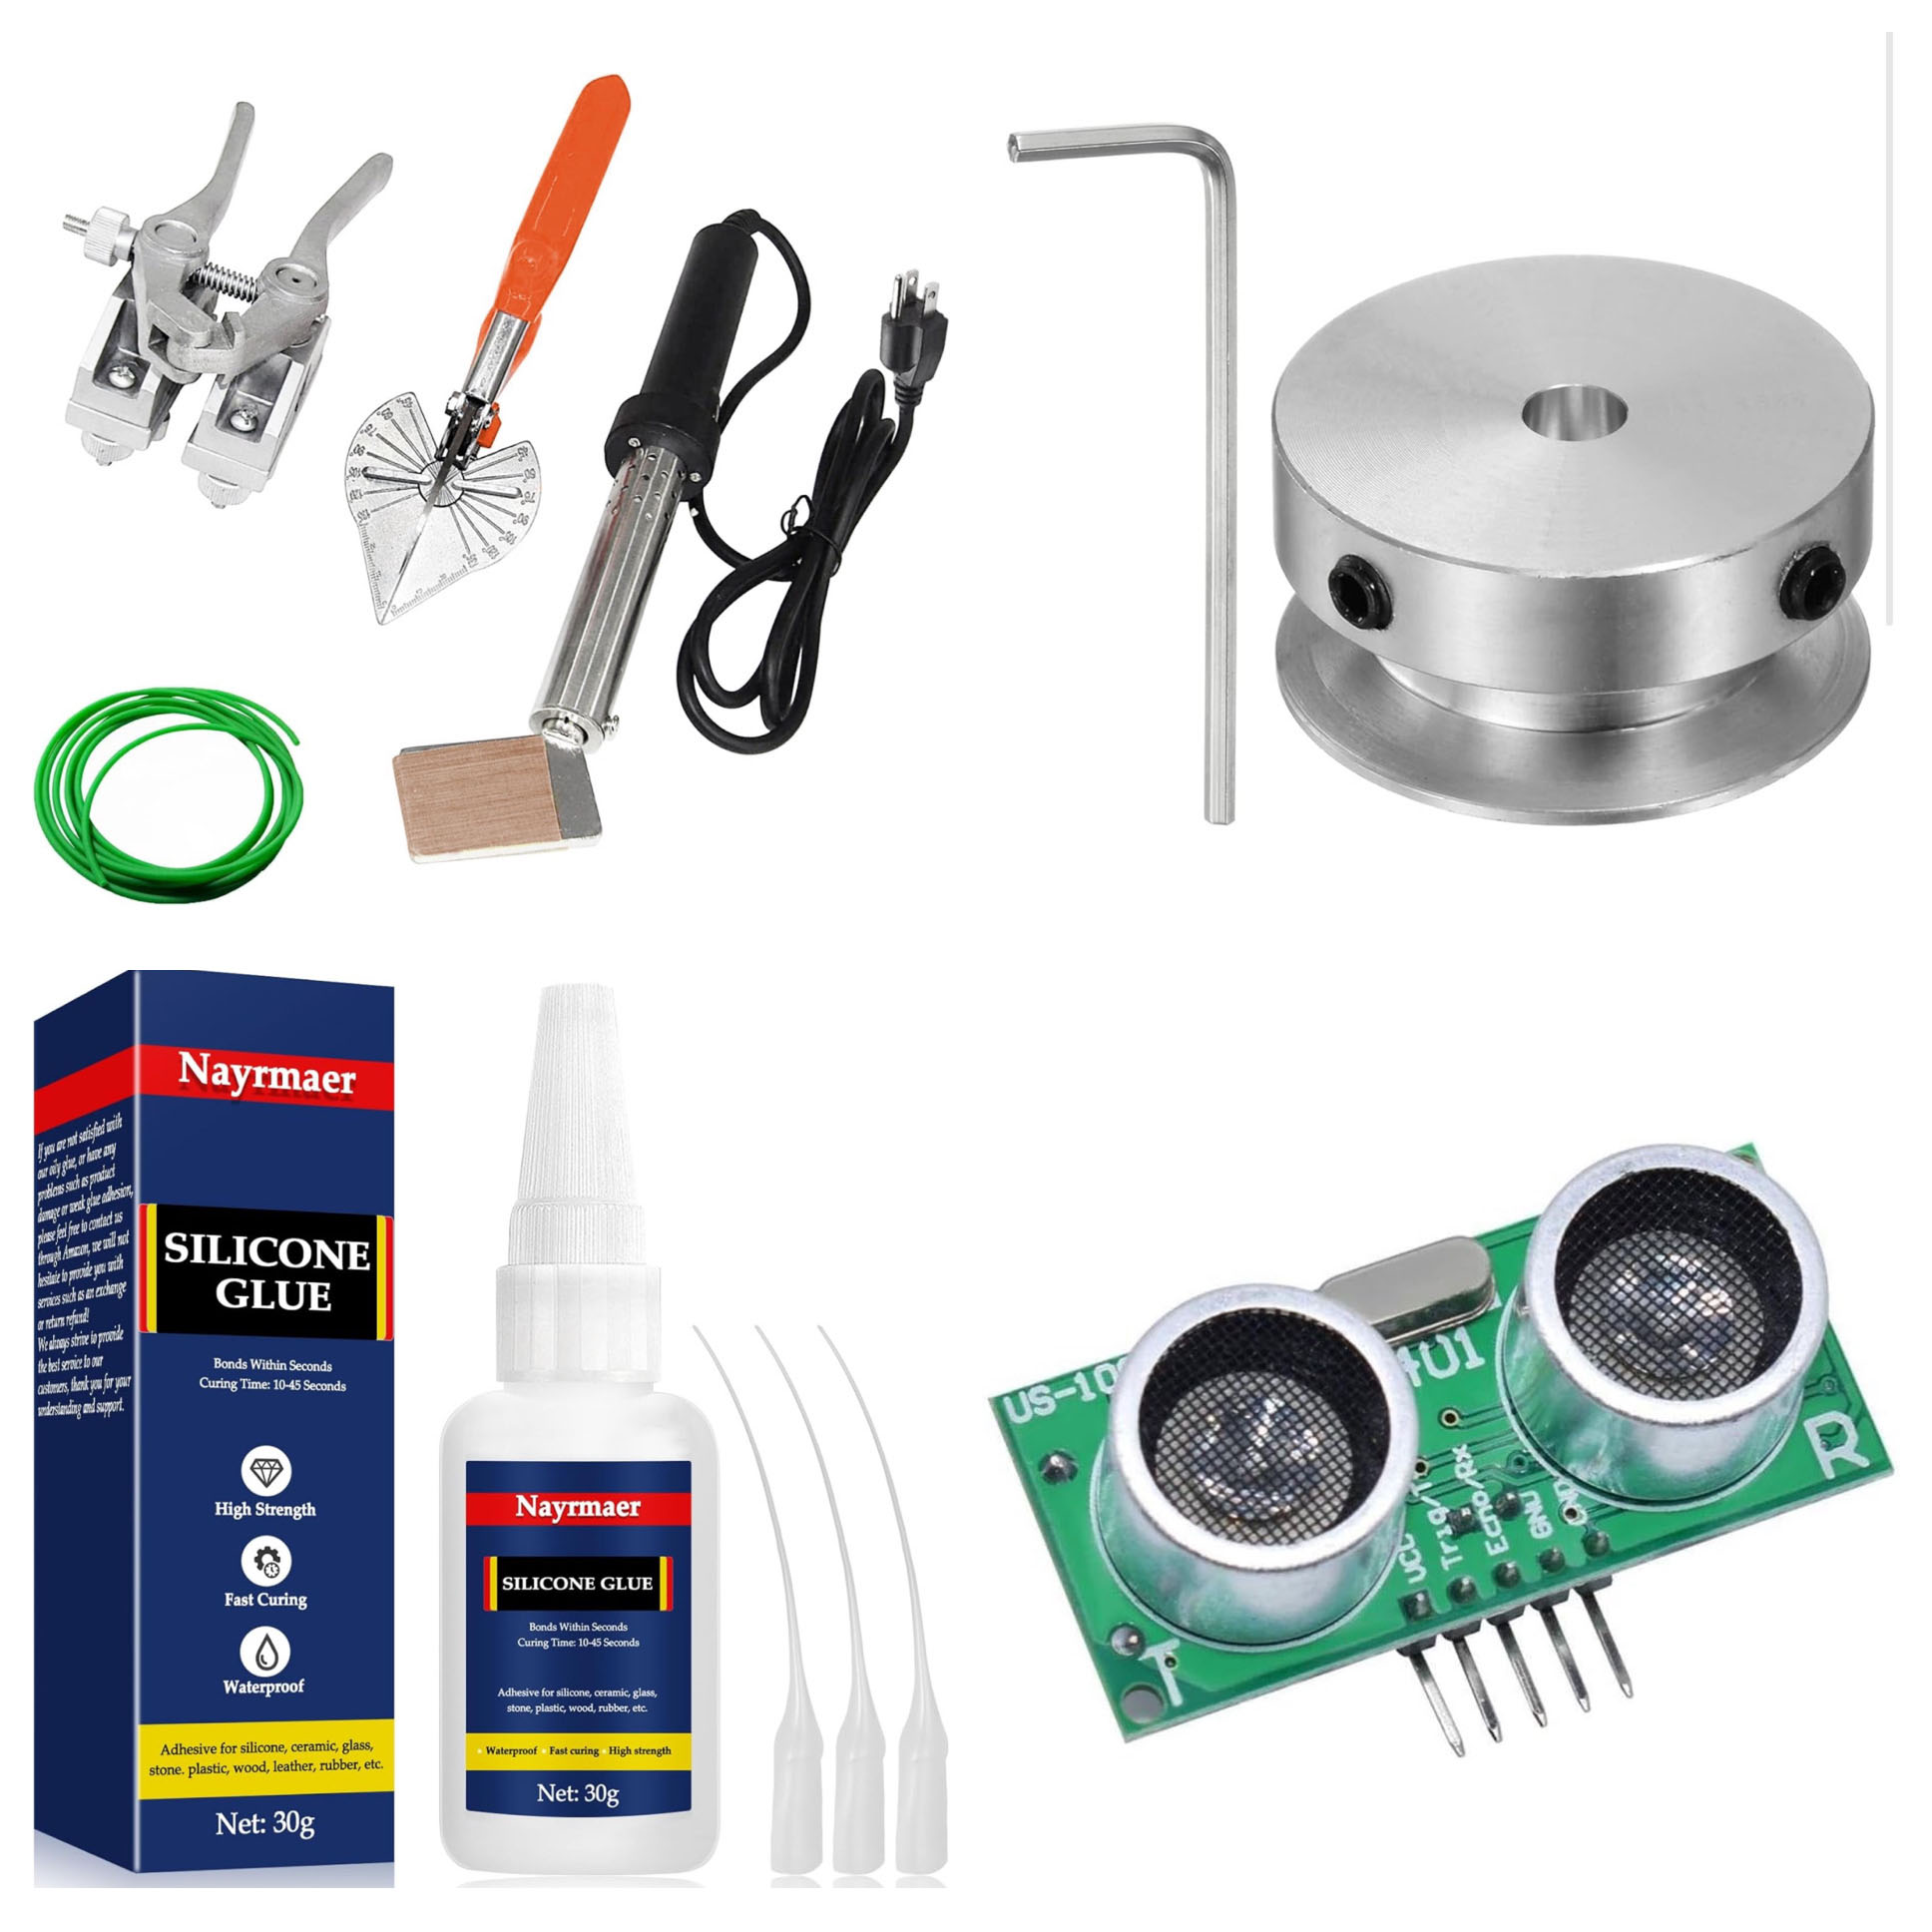 Nayrmaer
If you are not satisfied with
our oily glue, or have any
problems such as product
damage or weak glue adhesion,
please feel free to contact us
through Amazon, we will not
hesitate to provide you with
services such as an exchange
or return refund!
We always strive to provide
the best service to our
customers, thank you for your
understanding and support.
SILICONE
GLUE
Bonds Within Seconds
Curing Time: 10-45 Seconds
High Strength
Fast Curing
Waterproof
Adhesive for silicone, ceramic, glass,
stone. plastic, wood, leather, rubber, etc.
Net: 30g
Nayrmaer
SILICONE GLUE
Bonds Within Seconds
Curing Time: 10-45 Seconds
Adhesive for silicone, ceramic, glass,
stone, plastic, wood, rubber, etc.
Waterproof Fast curing High strength
Net: 30g
R
VCC
GND
T